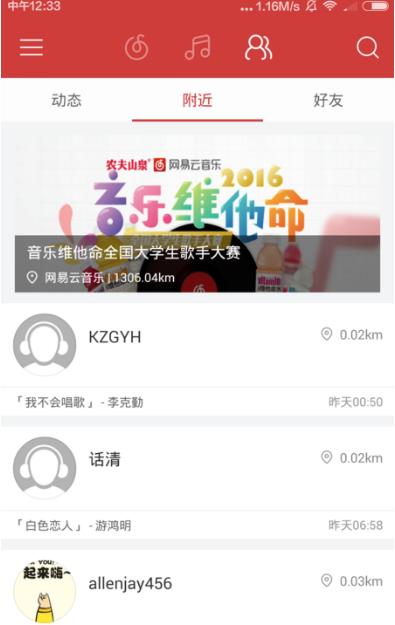 中午12:33
... 1.16M/s
动态
附近
好友
农夫山泉 网易云音乐
2016
音乐维他命
音乐维他命全国大学生歌手大赛
网易云音乐 | 1306.04km
KZGYH
0.02km
「我不会唱歌」 - 李克勤
昨天00:50
话清
0.02km
「白色恋人」 - 游鸿明
昨天06:58
起来嗨~
allenjay456
0.03km